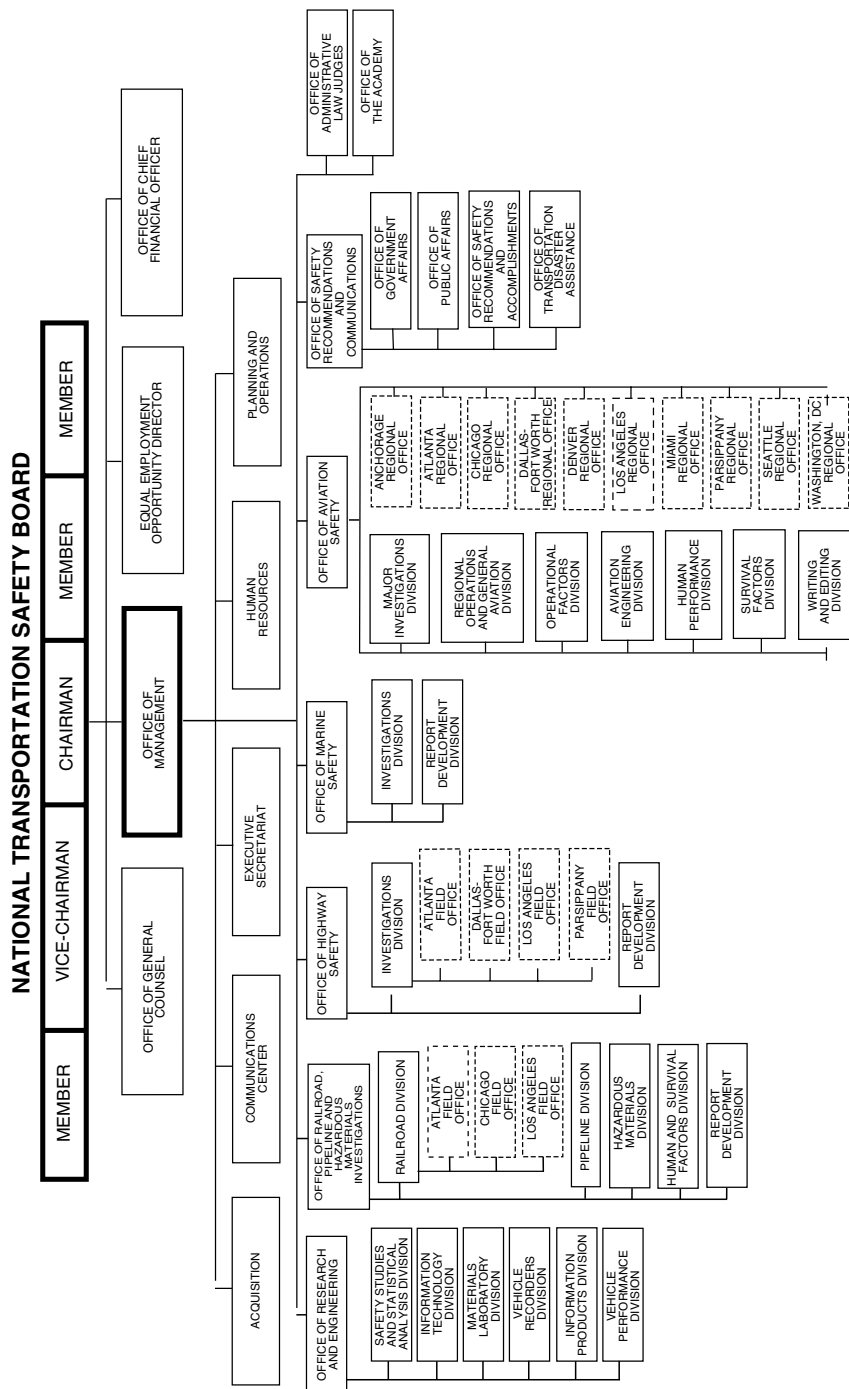 NATIONAL TRANSPORTATION SAFETY BOARD
MEMBER
VICE-CHAIRMAN
CHAIRMAN
MEMBER
MEMBER
OFFICE OF GENERAL
COUNSEL
OFFICE OF
MANAGEMENT
EQUAL EMPLOYMENT
OPPORTUNITY DIRECTOR
OFFICE OF CHIEF
FINANCIAL OFFICER
ACQUISITION
COMMUNICATIONS
CENTER
EXECUTIVE
SECRETARIAT
HUMAN
RESOURCES
PLANNING AND
OPERATIONS
OFFICE OF RESEARCH
AND ENGINEERING
SAFETY STUDIES
AND STATISTICAL
ANALYSIS DIVISION
INFORMATION
TECHNOLOGY
DIVISION
MATERIALS
LABORATORY
DIVISION
VEHICLE
RECORDERS
DIVISION
INFORMATION
PRODUCTS DIVISION
VEHICLE
PERFORMANCE
DIVISION
OFFICE OF RAILROAD,
PIPELINE AND
HAZARDOUS
MATERIALS
INVESTIGATIONS
RAILROAD DIVISION
ATLANTA
FIELD
OFFICE
CHICAGO
FIELD
OFFICE
LOS ANGELES
FIELD
OFFICE
PIPELINE DIVISION
HAZARDOUS
MATERIALS
DIVISION
HUMAN AND SURVIVAL
FACTORS DIVISION
REPORT
DEVELOPMENT
DIVISION
OFFICE OF HIGHWAY
SAFETY
INVESTIGATIONS
DIVISION
ATLANTA
FIELD
OFFICE
DALLAS-
FORT WORTH
FIELD OFFICE
LOS ANGELES
FIELD
OFFICE
PARSIPPANY
FIELD
OFFICE
REPORT
DEVELOPMENT
DIVISION
OFFICE OF MARINE
SAFETY
INVESTIGATIONS
DIVISION
REPORT
DEVELOPMENT
DIVISION
OFFICE OF AVIATION
SAFETY
MAJOR
INVESTIGATIONS
DIVISION
REGIONAL
OPERATIONS
AND GENERAL
AVIATION
DIVISION
OPERATIONAL
FACTORS
DIVISION
AVIATION
ENGINEERING
DIVISION
HUMAN
PERFORMANCE
DIVISION
SURVIVAL
FACTORS
DIVISION
WRITING
AND EDITING
DIVISION
ANCHORAGE
REGIONAL
OFFICE
ATLANTA
REGIONAL
OFFICE
CHICAGO
REGIONAL
OFFICE
DALLAS-
FORT WORTH
REGIONAL OFFICE
DENVER
REGIONAL
OFFICE
LOS ANGELES
REGIONAL
OFFICE
MIAMI
REGIONAL
OFFICE
PARSIPPANY
REGIONAL
OFFICE
SEATTLE
REGIONAL
OFFICE
WASHINGTON, DC
REGIONAL
OFFICE
OFFICE OF SAFETY
RECOMMENDATIONS
AND
COMMUNICATIONS
OFFICE OF
GOVERNMENT
AFFAIRS
OFFICE OF
PUBLIC AFFAIRS
OFFICE OF SAFETY
RECOMMENDATIONS
AND
ACCOMPLISHMENTS
OFFICE OF
TRANSPORTATION
DISASTER
ASSISTANCE
OFFICE OF
ADMINISTRATIVE
LAW JUDGES
OFFICE OF
THE ACADEMY